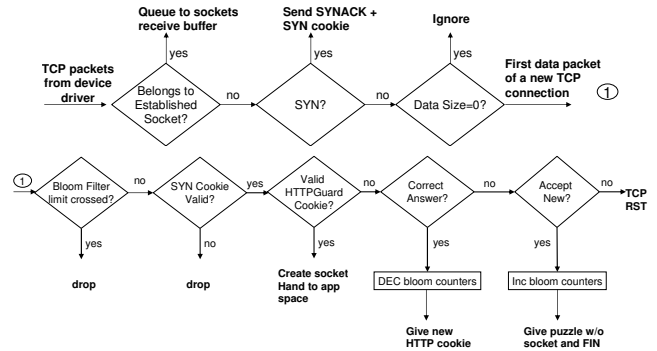 Queue to sockets
receive buffer
Send SYNACK +
SYN cookie
Ignore
yes
yes
yes
TCP packets
from device
driver
Belongs to
Established
Socket?
no
SYN?
no
Data Size=0?
First data packet
of a new TCP
connection
1
1
Bloom Filter
limit crossed?
no
SYN Cookie
Valid?
yes
Valid
HTTPGuard
Cookie?
no
Correct
Answer?
no
Accept
New?
no
TCP
RST
yes
no
yes
yes
yes
drop
drop
Create socket
Hand to app
space
DEC bloom counters
Inc bloom counters
Give new
HTTP cookie
Give puzzle w/o
socket and FIN